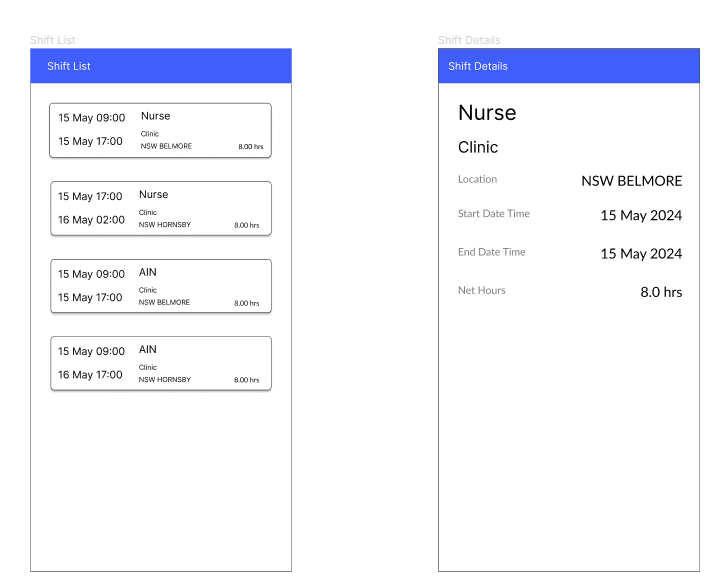 Shift List
Shift List
15 May 09:00 Nurse
Clinic
15 May 17:00
NSW BELMORE 8.00 hrs
15 May 17:00 Nurse
Clinic
16 May 02:00
NSW HORNSBY 8.00 hrs
15 May 09:00 AIN
Clinic
15 May 17:00
NSW BELMORE 8.00 hrs
15 May 09:00 AIN
Clinic
16 May 17:00
NSW HORNSBY 8.00 hrs
Shift Details
Shift Details
Nurse
Clinic
Location NSW BELMORE
Start Date Time 15 May 2024
End Date Time 15 May 2024
Net Hours 8.0 hrs